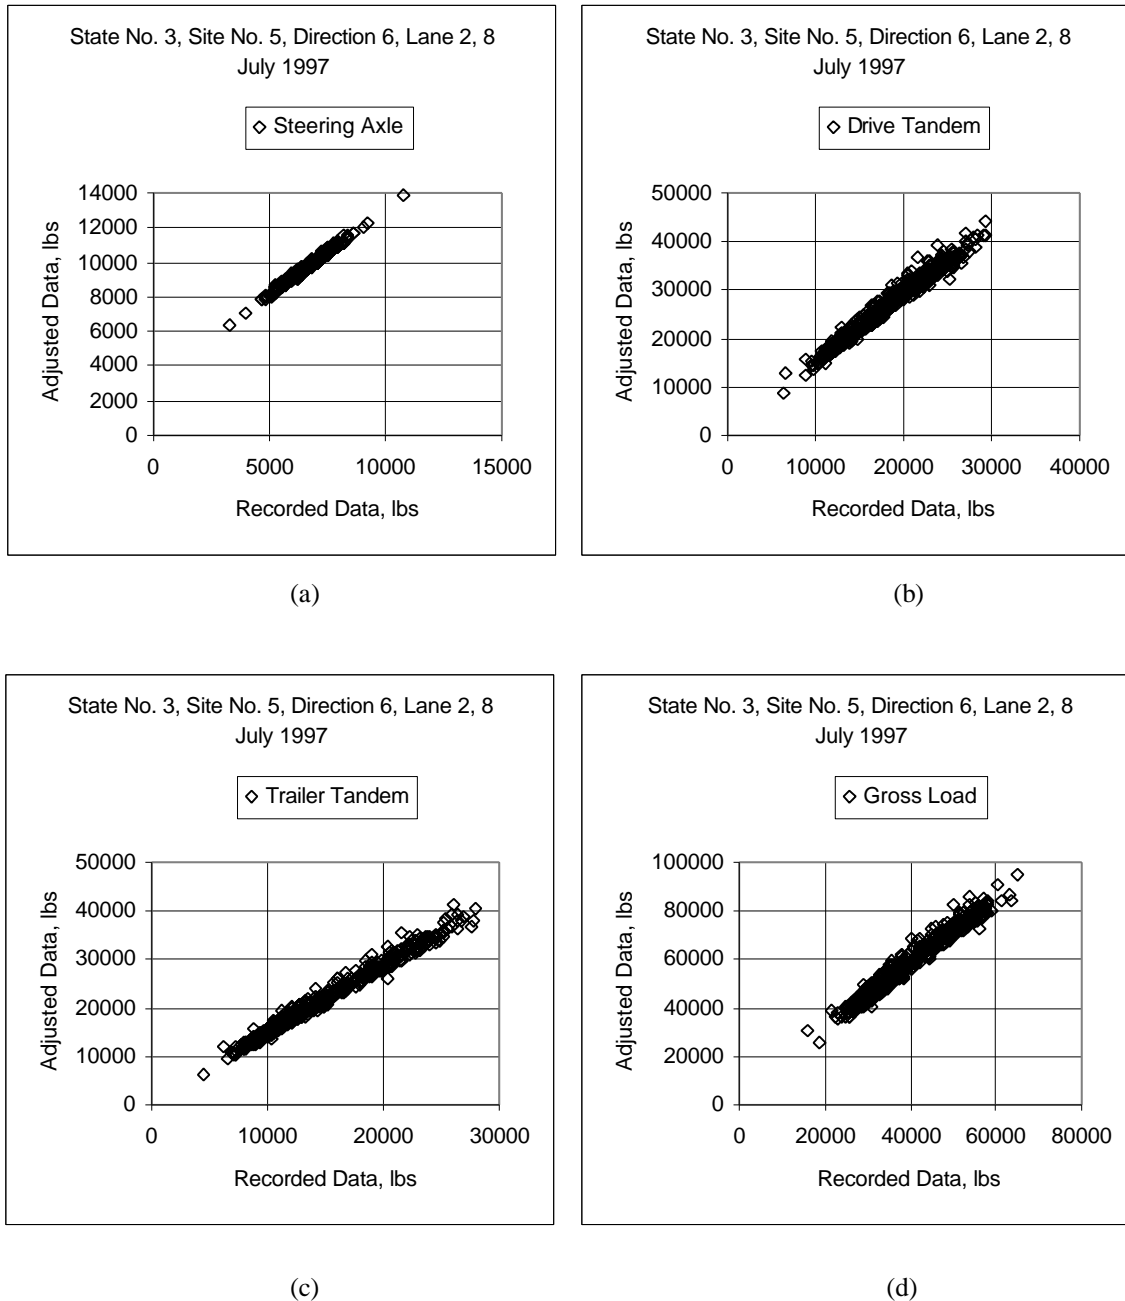 State No. 3, Site No. 5, Direction 6, Lane 2, 8
July 1997
Steering Axle
14000
12000
10000
8000
6000
4000
2000
0
Adjusted Data, lbs
0 5000 10000 15000
Recorded Data, lbs
(a)
State No. 3, Site No. 5, Direction 6, Lane 2, 8
July 1997
Drive Tandem
50000
40000
30000
20000
10000
0
Adjusted Data, lbs
0 10000 20000 30000 40000
Recorded Data, lbs
(b)
State No. 3, Site No. 5, Direction 6, Lane 2, 8
July 1997
Trailer Tandem
50000
40000
30000
20000
10000
0
Adjusted Data, lbs
0 10000 20000 30000
Recorded Data, lbs
(c)
State No. 3, Site No. 5, Direction 6, Lane 2, 8
July 1997
Gross Load
100000
80000
60000
40000
20000
0
Adjusted Data, lbs
0 20000 40000 60000 80000
Recorded Data, lbs
(d)